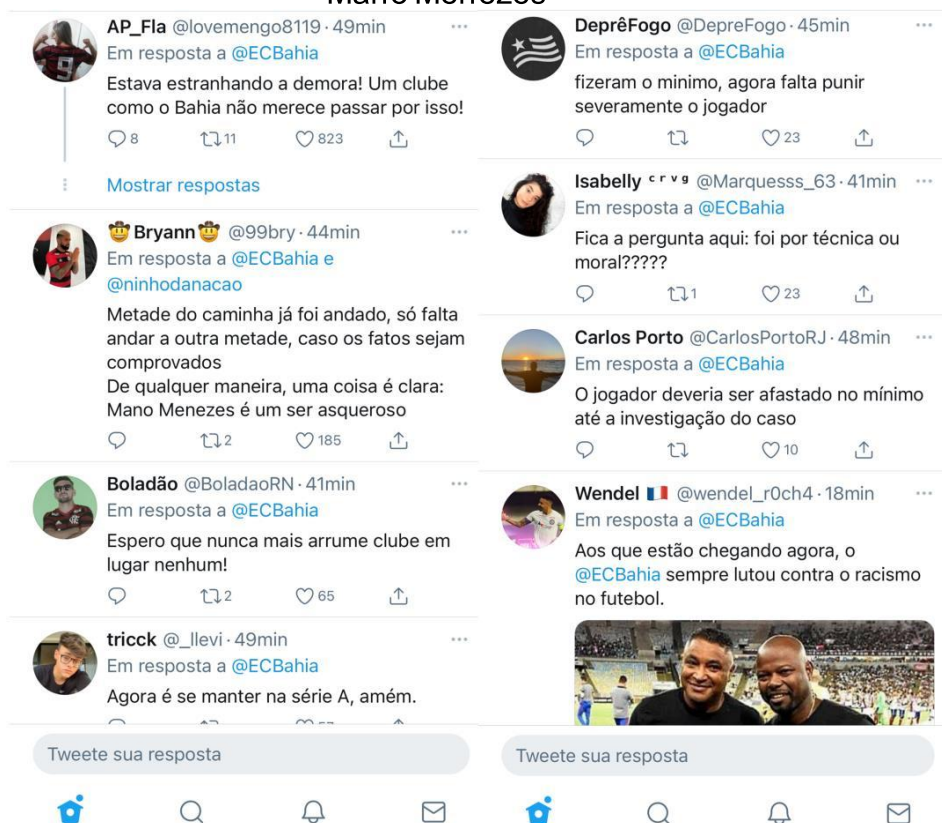 AP_Fla @lovemengo8119 · 49min
Em resposta a @ECBahia
Estava estranhando a demora! Um clube
como o Bahia não merece passar por isso!
8 11 823
Mostrar respostas
🤠Bryann🤠 @99bry · 44min
Em resposta a @ECBahia e
@ninhodanacao
Metade do caminha já foi andado, só falta
andar a outra metade, caso os fatos sejam
comprovados
De qualquer maneira, uma coisa é clara:
Mano Menezes é um ser asqueroso
2 185
Boladão @BoladaoRN · 41min
Em resposta a @ECBahia
Espero que nunca mais arrume clube em
lugar nenhum!
2 65
tricck @_llevi · 49min
Em resposta a @ECBahia
Agora é se manter na série A, amém.
Tweete sua resposta
DeprêFogo @DepreFogo · 45min
Em resposta a @ECBahia
fizeram o minimo, agora falta punir
severamente o jogador
23
Isabelly ᶜ ʳ ᵛ ᵍ @Marquesss_63 · 41min
Em resposta a @ECBahia
Fica a pergunta aqui: foi por técnica ou
moral?????
1 23
Carlos Porto @CarlosPortoRJ · 48min
Em resposta a @ECBahia
O jogador deveria ser afastado no mínimo
até a investigação do caso
10
Wendel 🇫🇷 @wendel_r0ch4 · 18min
Em resposta a @ECBahia
Aos que estão chegando agora, o
@ECBahia sempre lutou contra o racismo
no futebol.
Tweete sua resposta